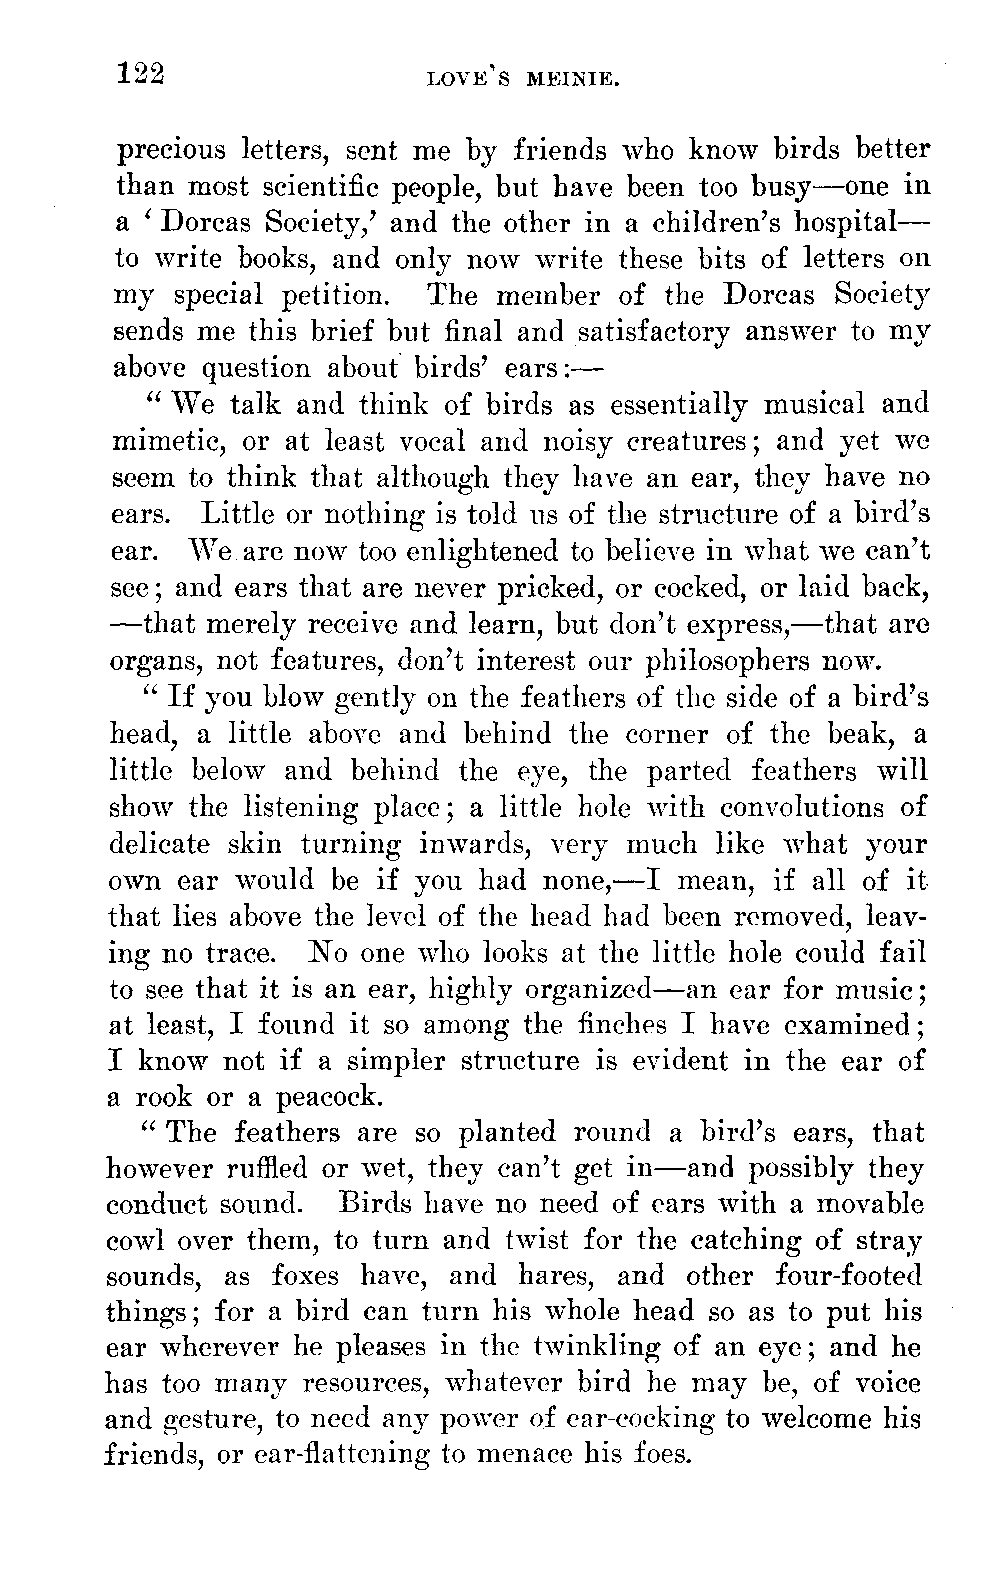 122 LOVE'S MEINIE.
precious letters, sent me by friends who know birds better
than most scientific people, but have been too busy—one in
a ‘ Dorcas Society,’ and the other in a children’s hospital—
to write books, and only now write these bits of letters on
my special petition. The member of the Dorcas Society
sends me this brief but final and satisfactory answer to my
above question about birds’ ears:—
“ We talk and think of birds as essentially musical and
mimetic, or at least vocal and noisy creatures; and yet we
seem to think that although they have an ear, they have no
ears. Little or nothing is told us of the structure of a bird’s
ear. We are now too enlightened to believe in what we can’t
see; and ears that are never pricked, or cocked, or laid back,
—that merely receive and learn, but don’t express,—that are
organs, not features, don’t interest our philosophers now.
“ If you blow gently on the feathers of the side of a bird’s
head, a little above and behind the corner of the beak, a
little below and behind the eye, the parted feathers will
show the listening place; a little hole with convolutions of
delicate skin turning inwards, very much like what your
own ear would be if you had none,—I mean, if all of it
that lies above the level of the head had been removed, leav-
ing no trace. No one who looks at the little hole could fail
to see that it is an ear, highly organized—an ear for music;
at least, I found it so among the finches I have examined;
I know not if a simpler structure is evident in the ear of
a rook or a peacock.
“ The feathers are so planted round a bird’s ears, that
however ruffled or wet, they can’t get in—and possibly they
conduct sound. Birds have no need of ears with a movable
cowl over them, to turn and twist for the catching of stray
sounds, as foxes have, and hares, and other four-footed
things; for a bird can turn his whole head so as to put his
ear wherever he pleases in the twinkling of an eye; and he
has too many resources, whatever bird he may be, of voice
and gesture, to need any power of ear-cocking to welcome his
friends, or ear-flattening to menace his foes.